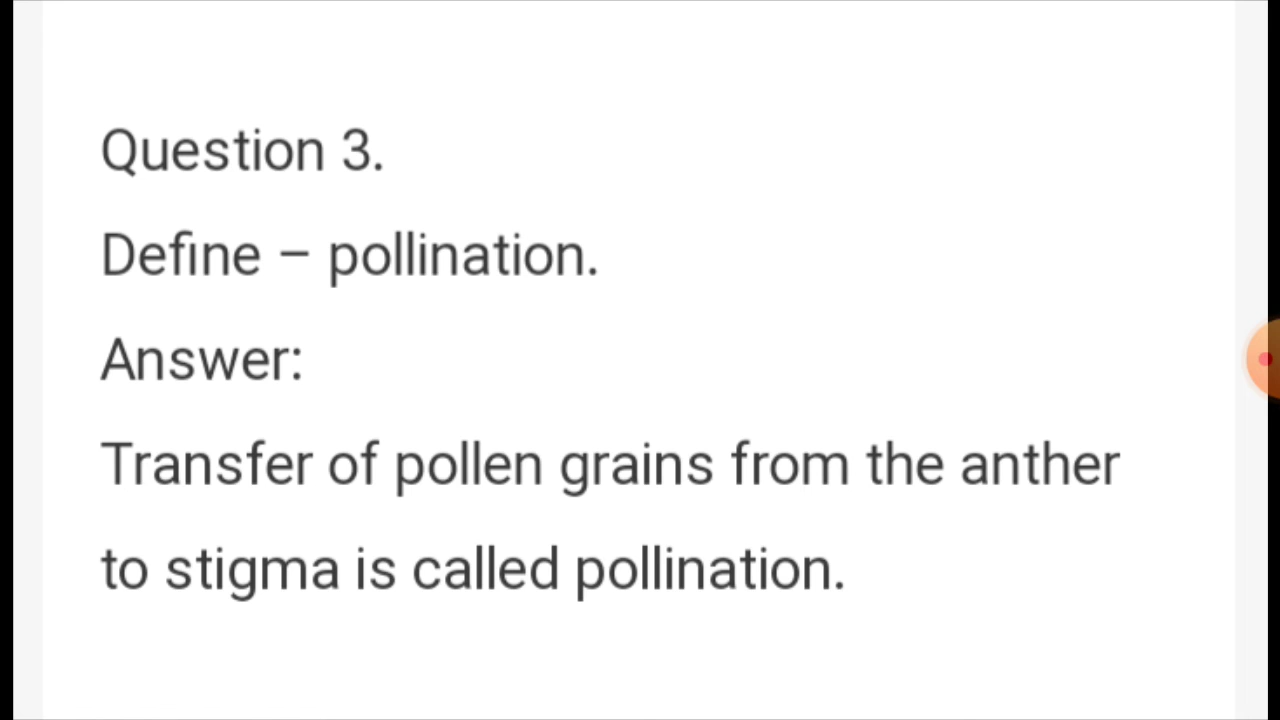 Question 3.
Define – pollination.
Answer:
Transfer of pollen grains from the anther
to stigma is called pollination.